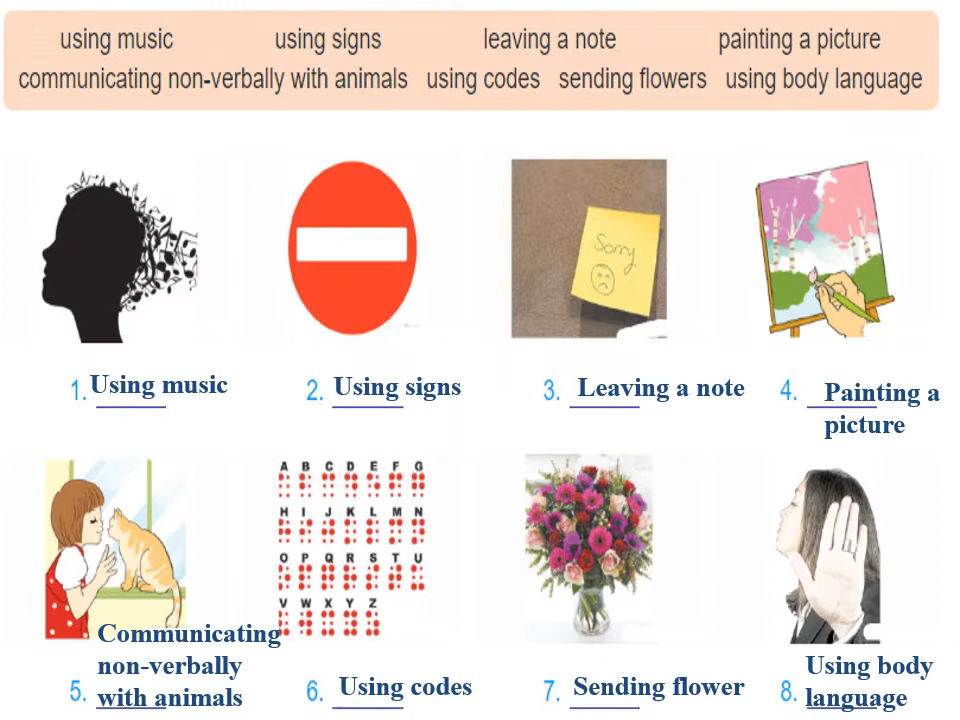 using music using signs leaving a note painting a picture
communicating non-verbally with animals using codes sending flowers using body language
Sorry
1. Using music 2. Using signs 3. Leaving a note 4. Painting a
picture
A B C D E F G
H I J K L M N
O P Q R S T U
V W X Y Z
5. Communicating
non-verbally
with animals
6. Using codes 7. Sending flower 8. Using body
language